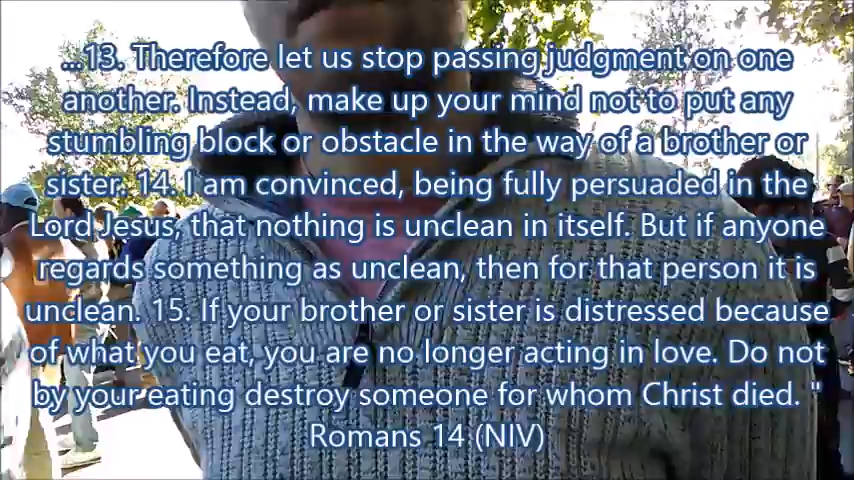 ...13. Therefore let us stop passing judgment on one
another. Instead, make up your mind not to put any
stumbling block or obstacle in the way of a brother or
sister. 14. I am convinced, being fully persuaded in the
Lord Jesus, that nothing is unclean in itself. But if anyone
regards something as unclean, then for that person it is
unclean. 15. If your brother or sister is distressed because
of what you eat, you are no longer acting in love. Do not
by your eating destroy someone for whom Christ died. "
Romans 14 (NIV)